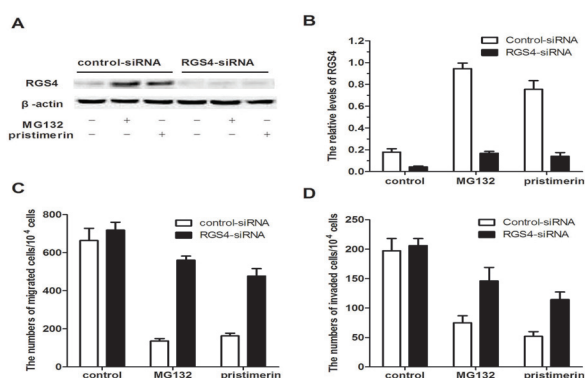 A
control-siRNA RGS4-siRNA
RGS4
β -actin
MG132 – + – – + –
pristimerin – – + – – +
B
The relative levels of RGS4
1.2
1.0
0.8
0.6
0.4
0.2
0.0
Control-siRNA
RGS4-siRNA
control MG132 pristimerin
C
The numbers of migrated cells/10⁴ cells
800
600
400
200
0
control-siRNA
RGS4-siRNA
control MG132 pristimerin
D
The numbers of invaded cells/10⁴ cells
250
200
150
100
50
0
Control-siRNA
RGS4-siRNA
control MG132 pristimerin